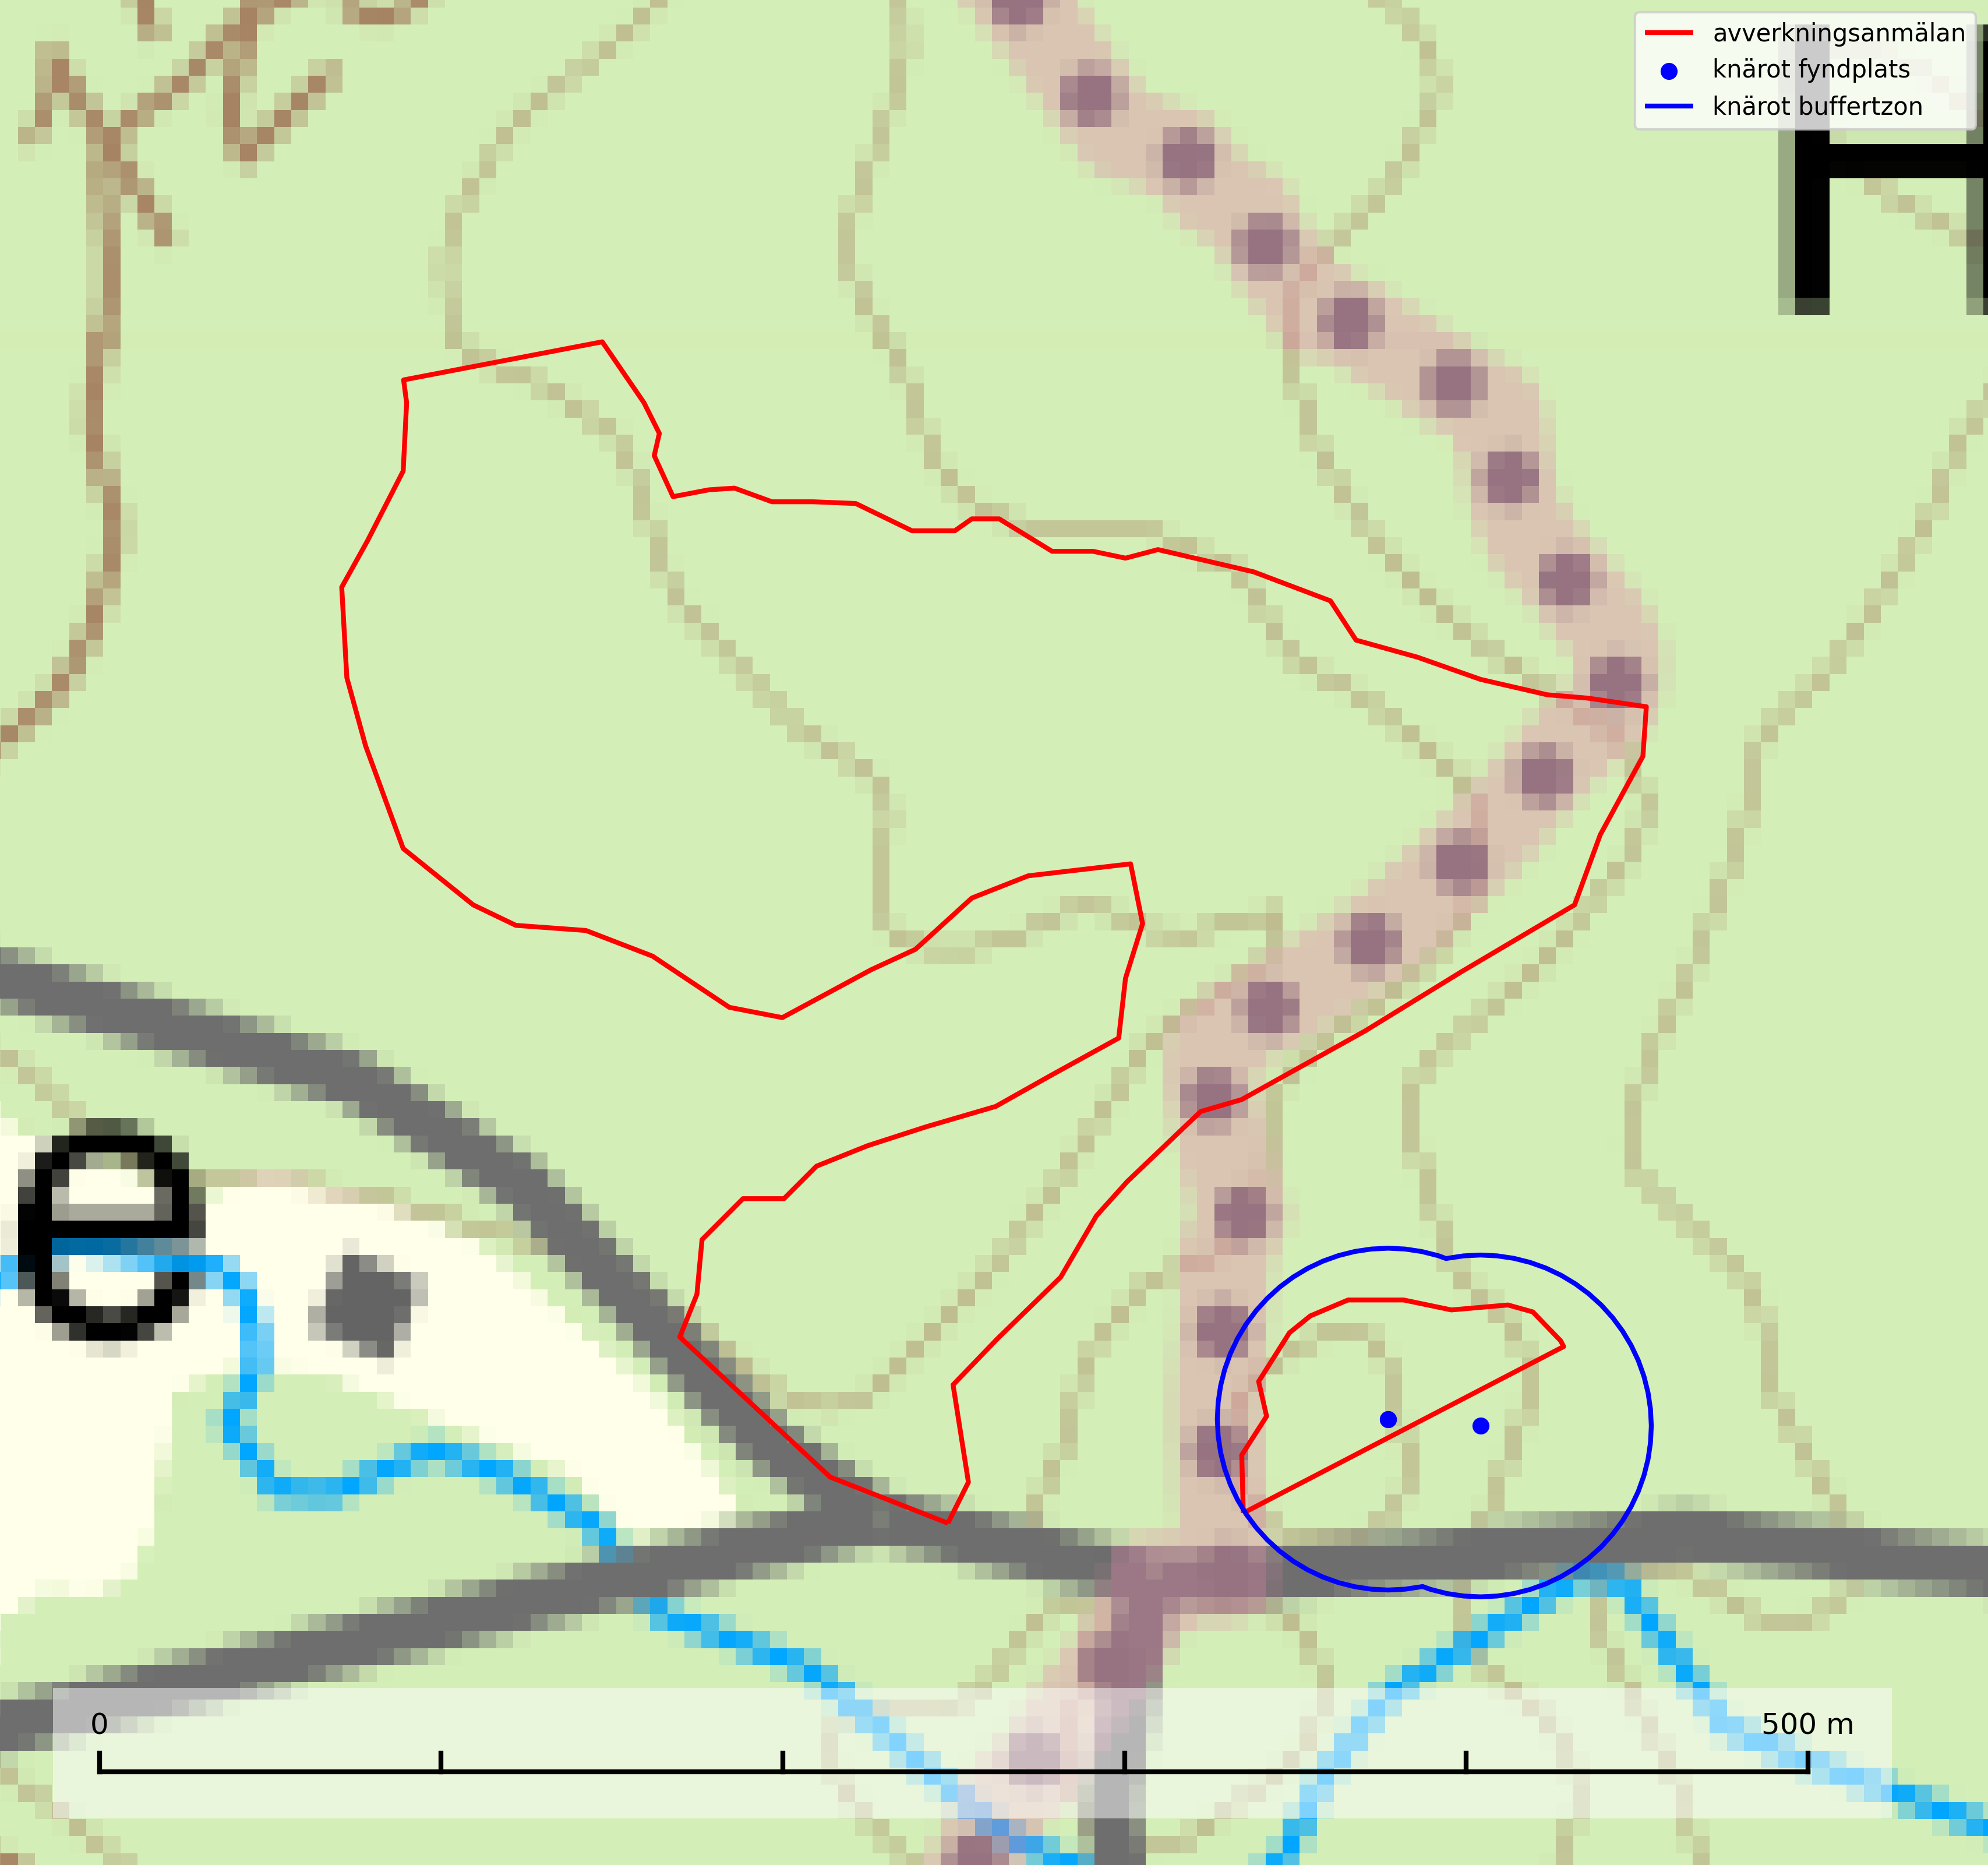 avverkningsanmälan
knärot fyndplats
knärot buffertzon
e
0
500 m